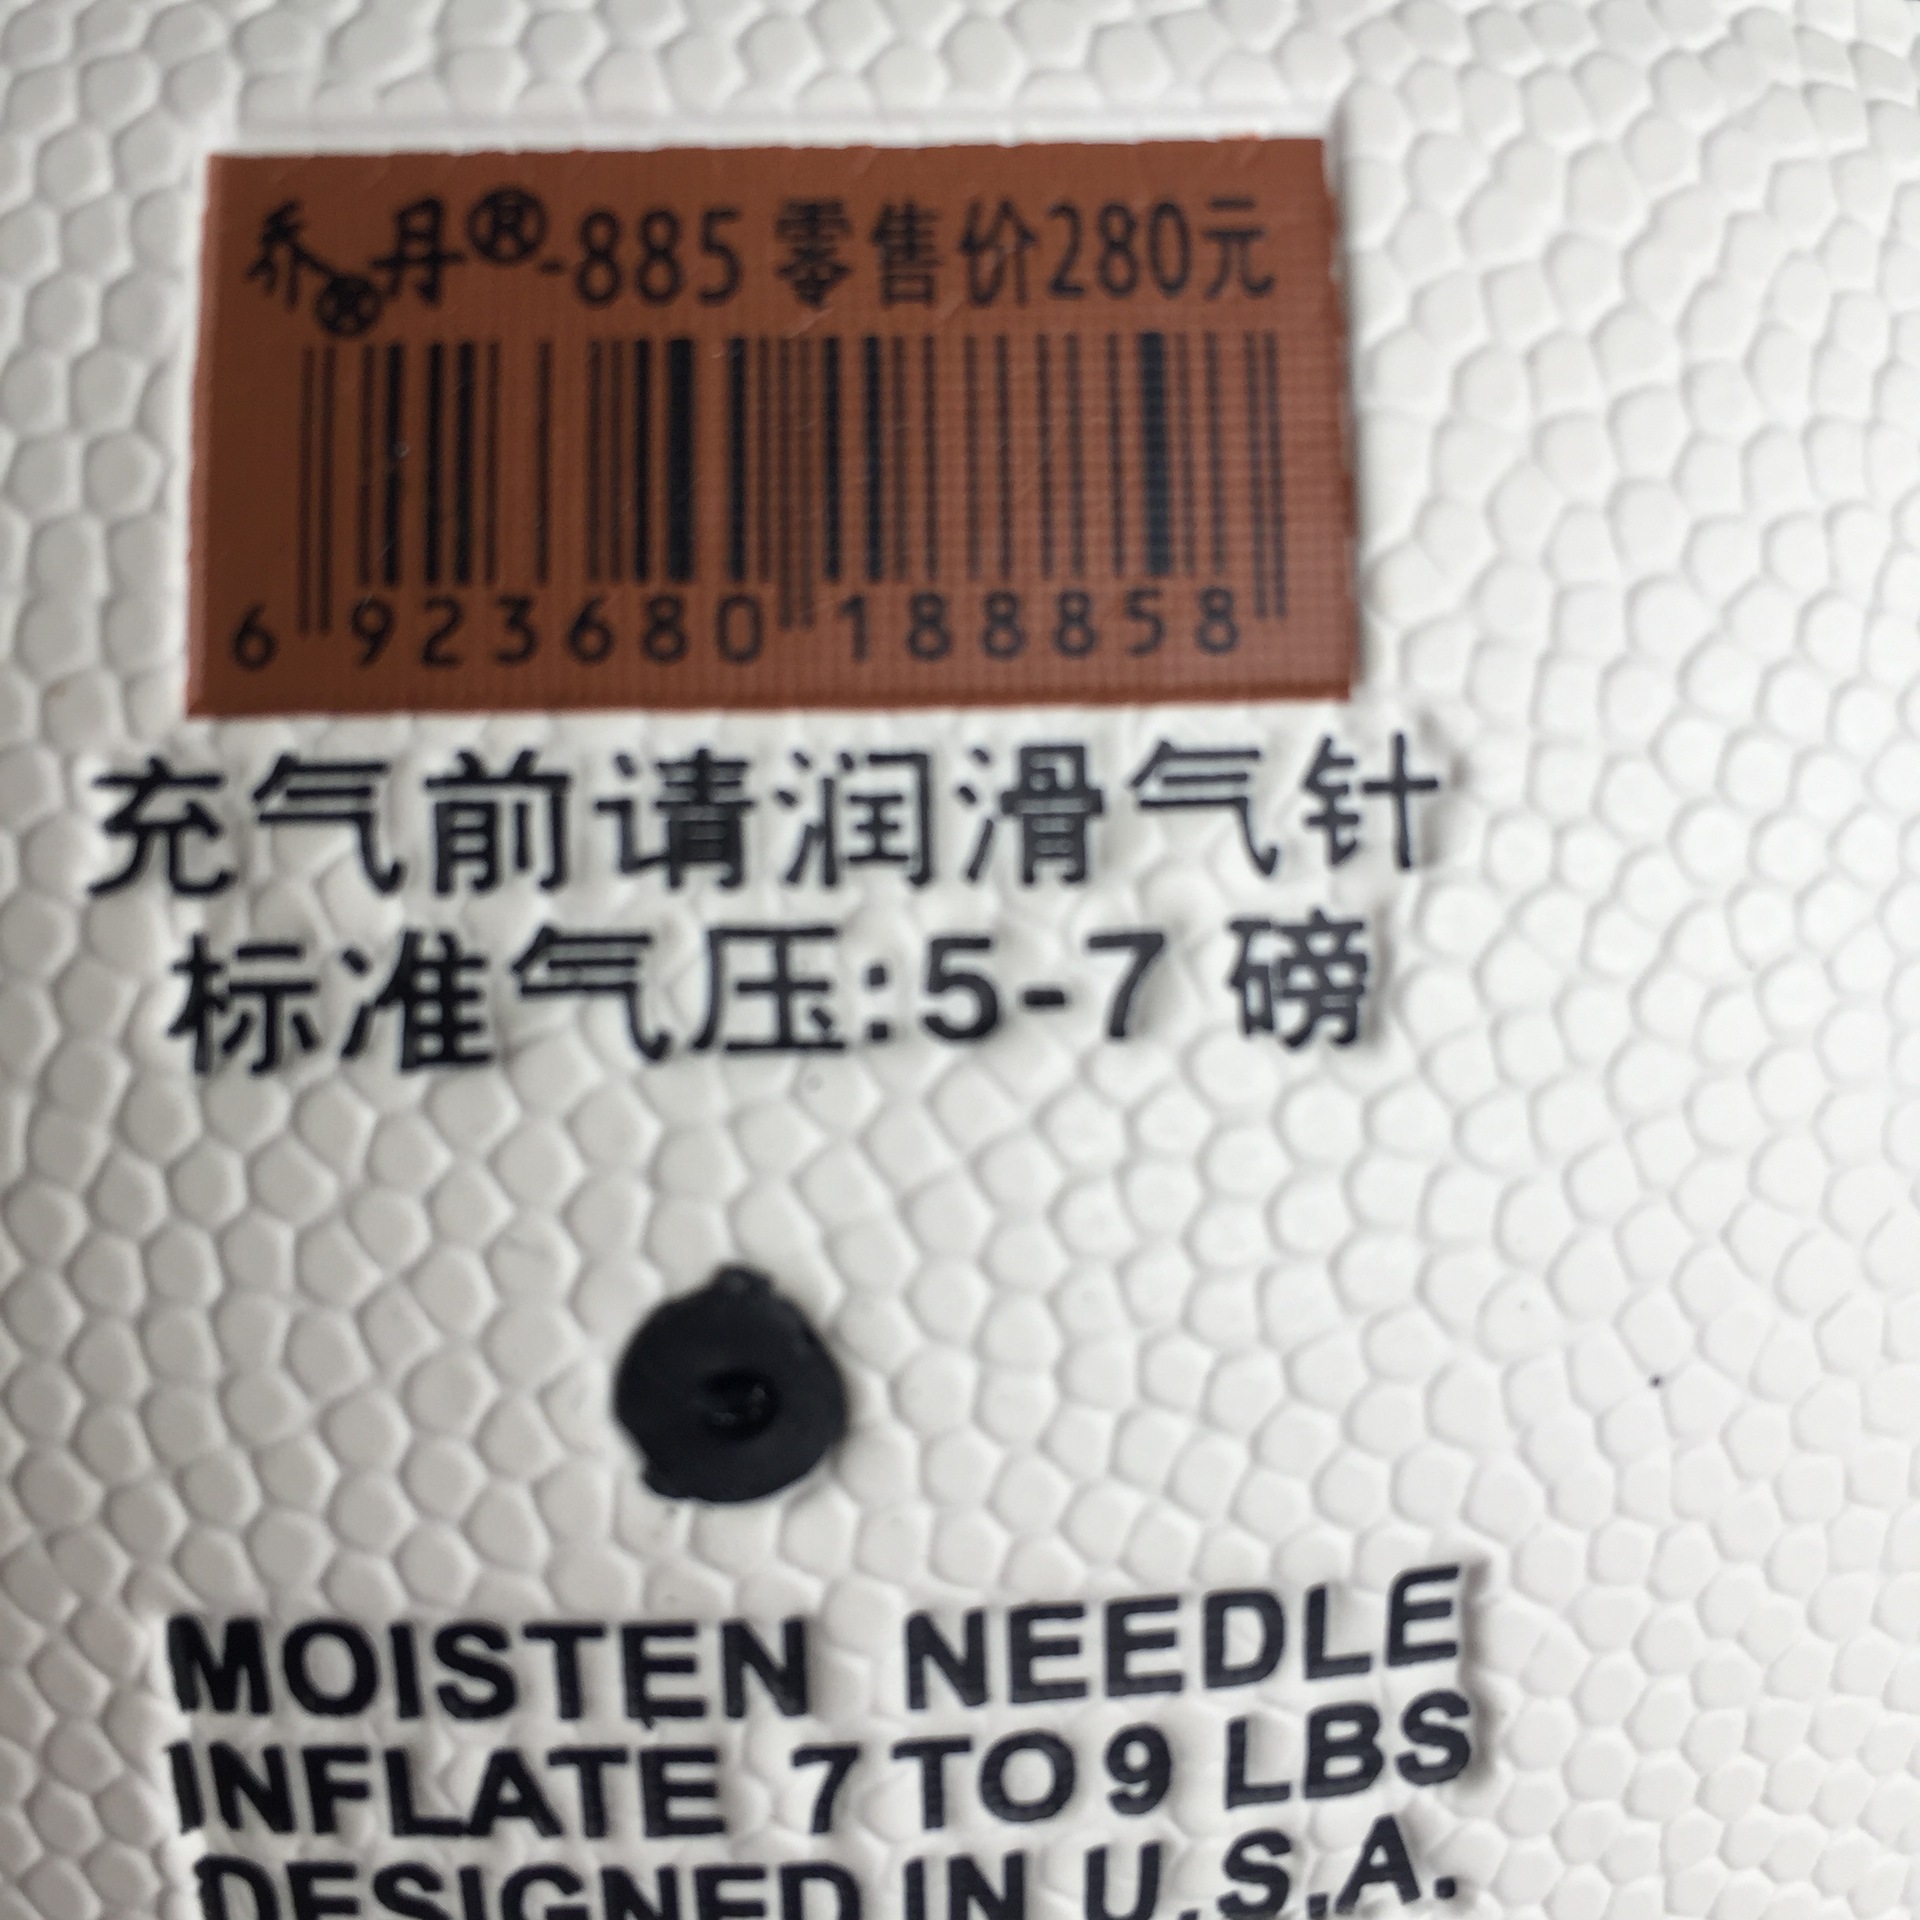 乔®丹®-885 零售价280元
6 923680 188858
充气前请润滑气针
标准气压:5-7 磅
MOISTEN NEEDLE
INFLATE 7 TO 9 LBS
DESIGNED IN U.S.A.